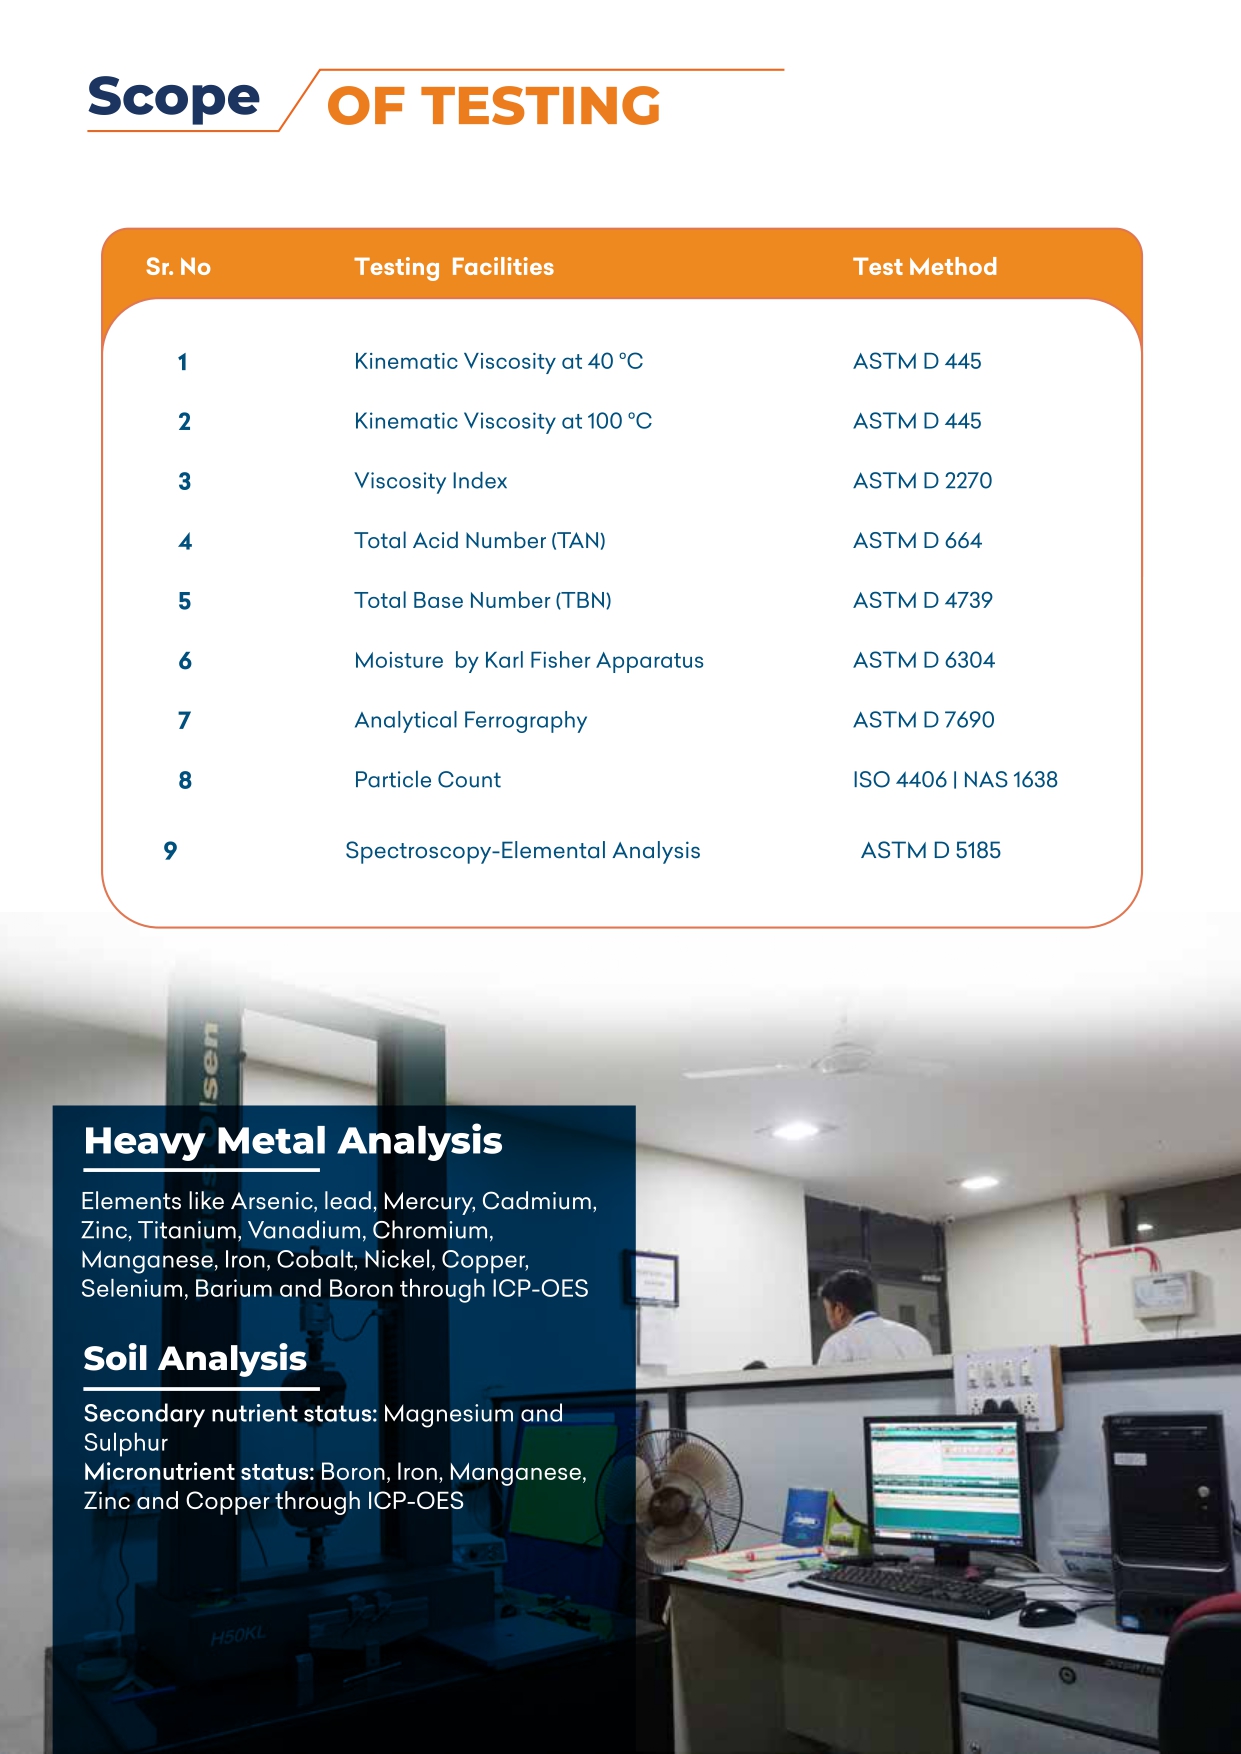 Scope OF TESTING
Sr. No Testing Facilities Test Method
1 Kinematic Viscosity at 40 ºC ASTM D 445
2 Kinematic Viscosity at 100 ºC ASTM D 445
3 Viscosity Index ASTM D 2270
4 Total Acid Number (TAN) ASTM D 664
5 Total Base Number (TBN) ASTM D 4739
6 Moisture by Karl Fisher Apparatus ASTM D 6304
7 Analytical Ferrography ASTM D 7690
8 Particle Count ISO 4406 | NAS 1638
9 Spectroscopy-Elemental Analysis ASTM D 5185
Olsen
Heavy Metal Analysis
Elements like Arsenic, lead, Mercury, Cadmium,
Zinc, Titanium, Vanadium, Chromium,
Manganese, Iron, Cobalt, Nickel, Copper,
Selenium, Barium and Boron through ICP-OES
Soil Analysis
Secondary nutrient status: Magnesium and
Sulphur
Micronutrient status: Boron, Iron, Manganese,
Zinc and Copper through ICP-OES
H50KL